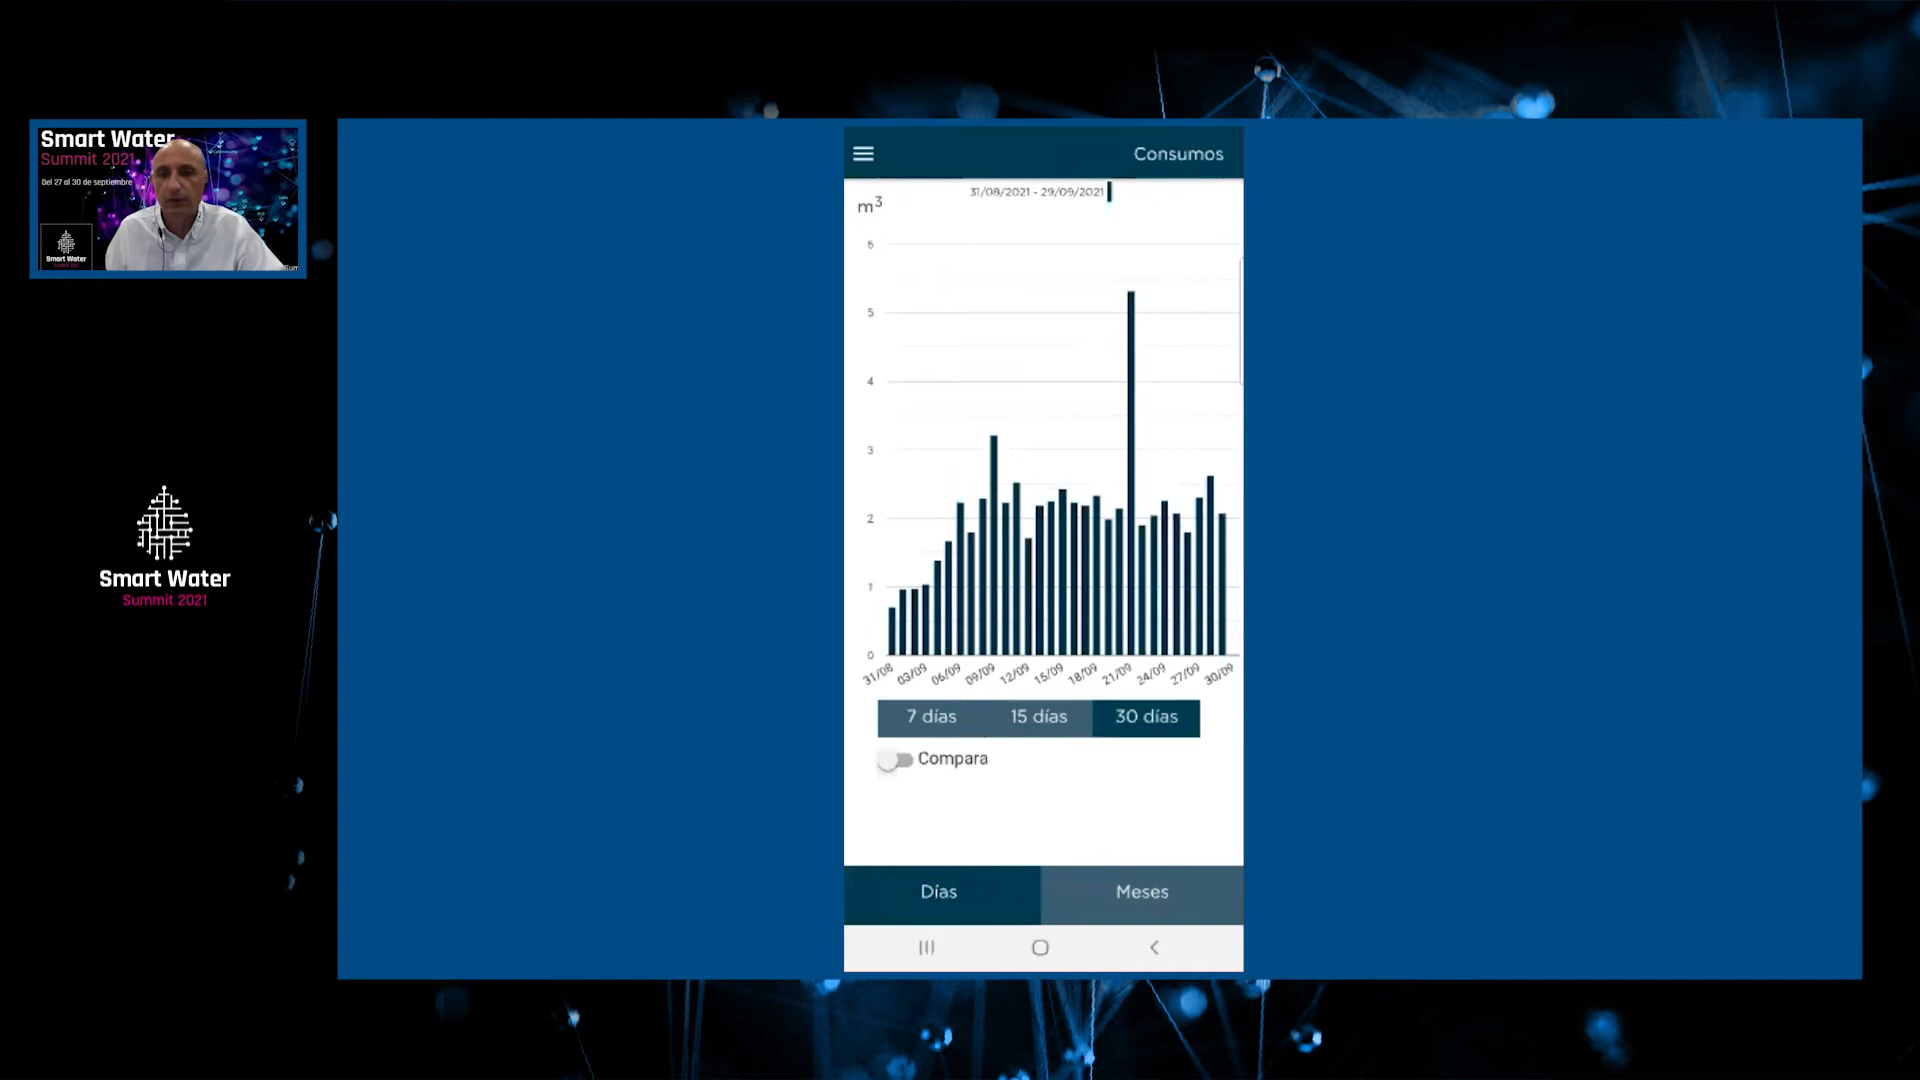 Smart Water
Summit 2021
Del 27 al 30 de septiembre
Smart Water
Smart Water
Summit 2021
Consumos
31/08/2021 - 29/09/2021
m³
6
5
4
3
2
1
0
31/08 03/09 06/09 09/09 12/09 15/09 18/09 21/09 24/09 27/09 30/09
7 días 15 días 30 días
Compara
Días Meses